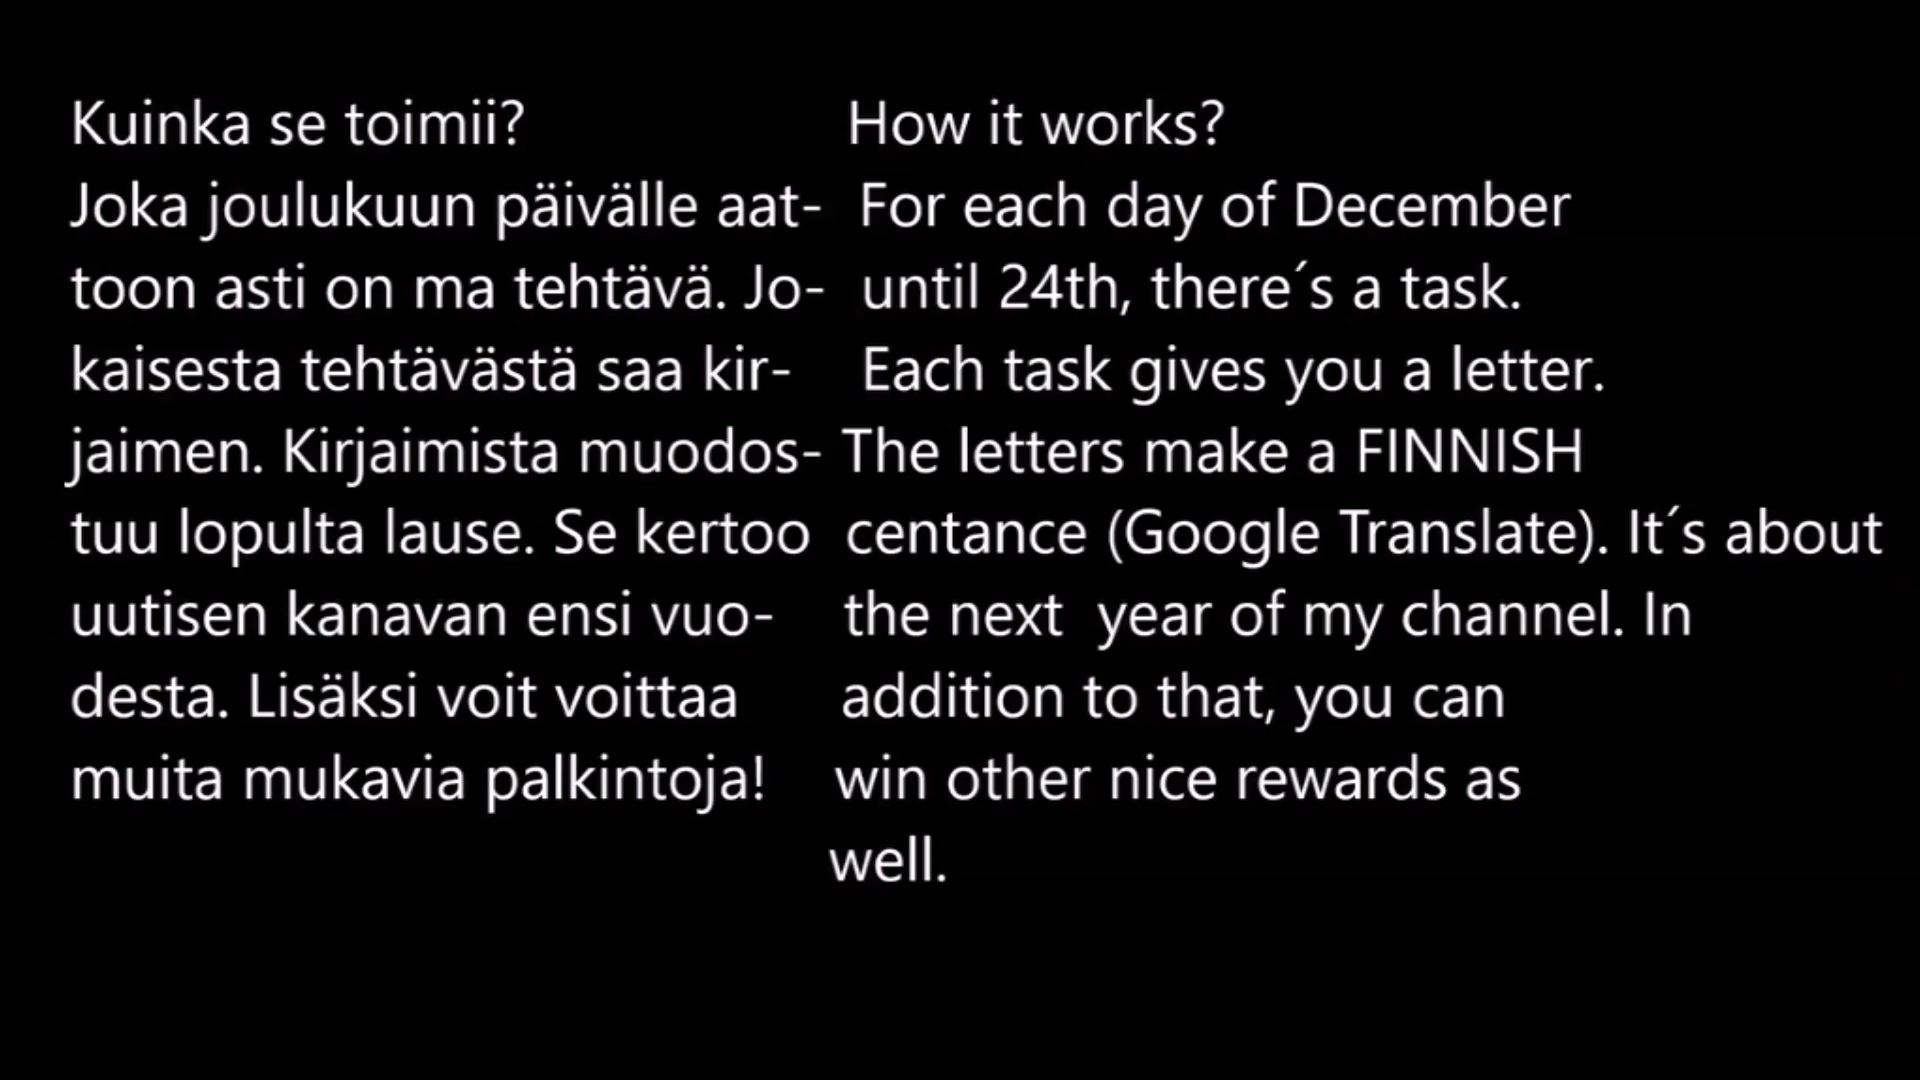 Kuinka se toimii?
Joka joulukuun päivälle aat-
toon asti on ma tehtävä. Jo-
kaisesta tehtävästä saa kir-
jaimen. Kirjaimista muodos-
tuu lopulta lause. Se kertoo
uutisen kanavan ensi vuo-
desta. Lisäksi voit voittaa
muita mukavia palkintoja!
How it works?
For each day of December
until 24th, there´s a task.
Each task gives you a letter.
The letters make a FINNISH
centance (Google Translate). It´s about
the next  year of my channel. In
addition to that, you can
win other nice rewards as
well.